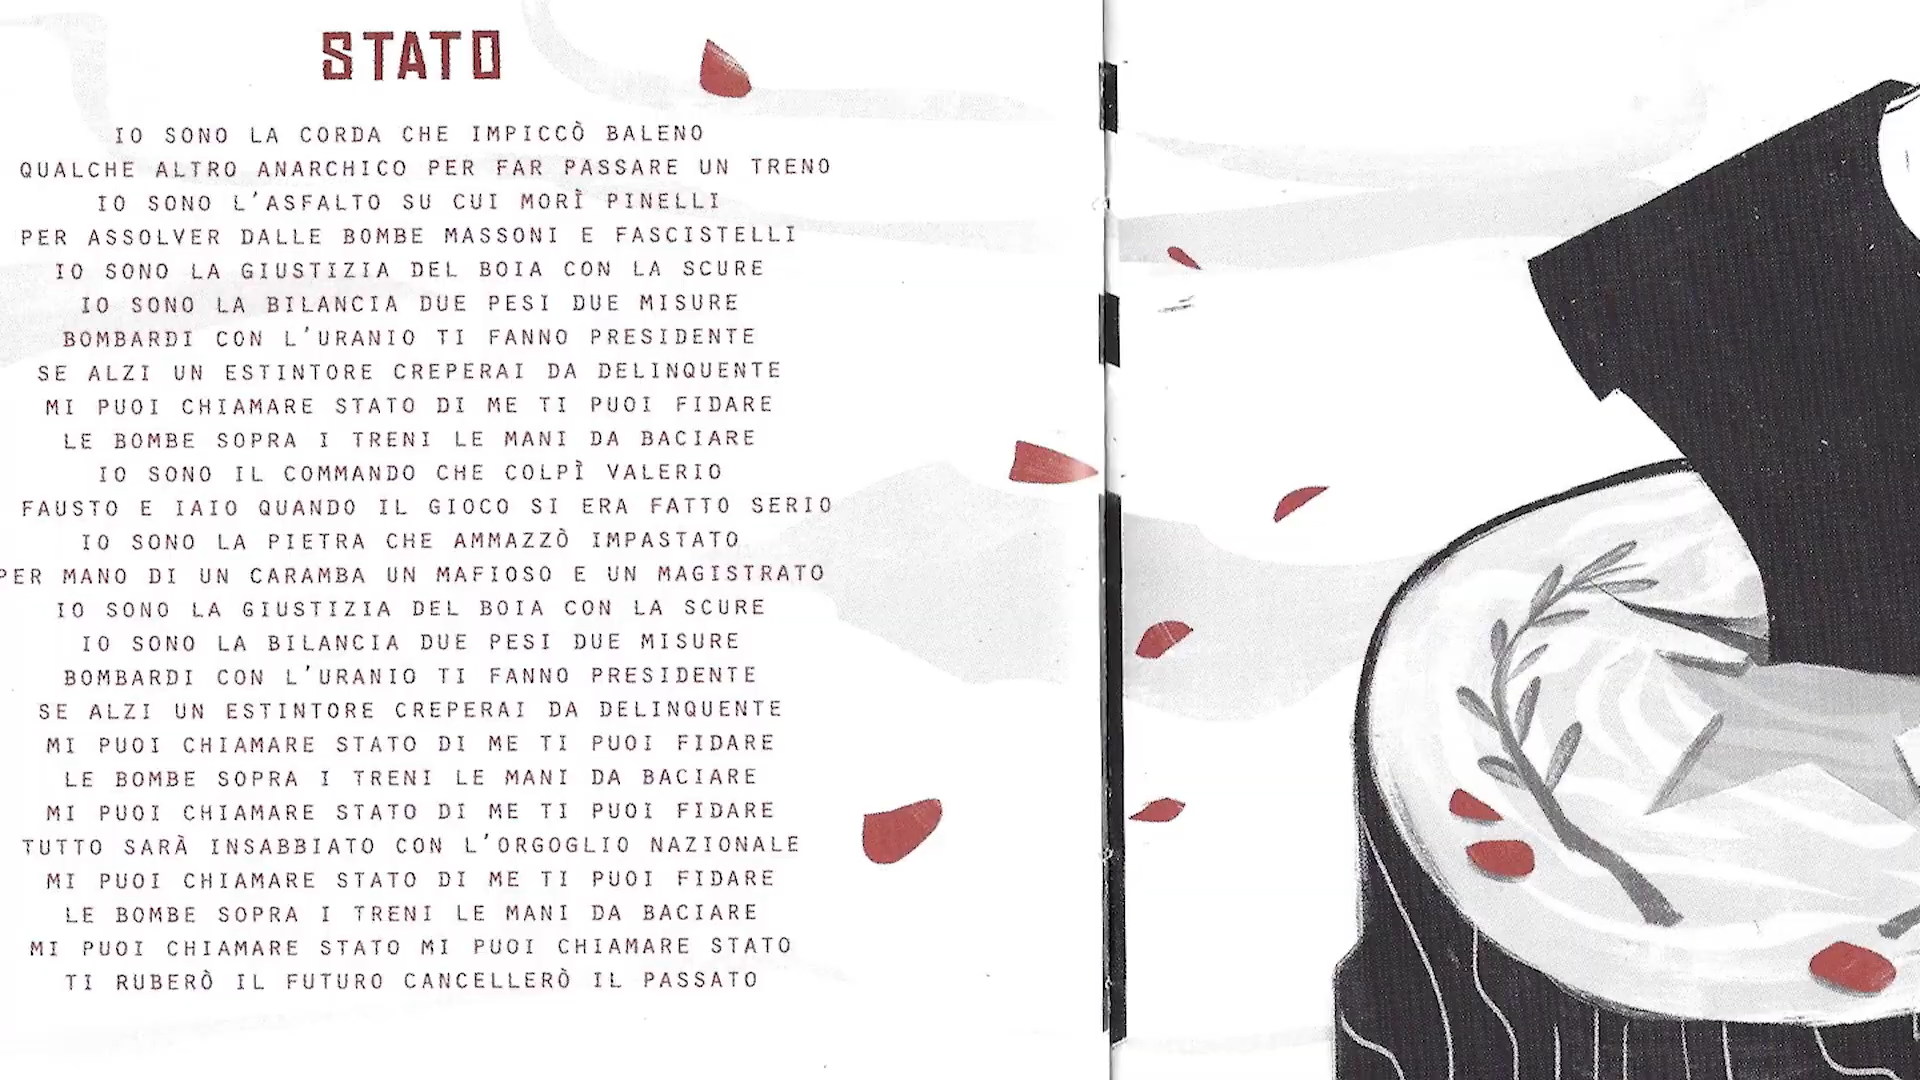 STATO
IO SONO LA CORDA CHE IMPICCÒ BALENO
QUALCHE ALTRO ANARCHICO PER FAR PASSARE UN TRENO
IO SONO L'ASFALTO SU CUI MORÌ PINELLI
PER ASSOLVER DALLE BOMBE MASSONI E FASCISTELLI
IO SONO LA GIUSTIZIA DEL BOIA CON LA SCURE
IO SONO LA BILANCIA DUE PESI DUE MISURE
BOMBARDI CON L'URANIO TI FANNO PRESIDENTE
SE ALZI UN ESTINTORE CREPERAI DA DELINQUENTE
MI PUOI CHIAMARE STATO DI ME TI PUOI FIDARE
LE BOMBE SOPRA I TRENI LE MANI DA BACIARE
IO SONO IL COMMANDO CHE COLPÌ VALERIO
FAUSTO E IAIO QUANDO IL GIOCO SI ERA FATTO SERIO
IO SONO LA PIETRA CHE AMMAZZÒ IMPASTATO
PER MANO DI UN CARAMBA UN MAFIOSO E UN MAGISTRATO
IO SONO LA GIUSTIZIA DEL BOIA CON LA SCURE
IO SONO LA BILANCIA DUE PESI DUE MISURE
BOMBARDI CON L'URANIO TI FANNO PRESIDENTE
SE ALZI UN ESTINTORE CREPERAI DA DELINQUENTE
MI PUOI CHIAMARE STATO DI ME TI PUOI FIDARE
LE BOMBE SOPRA I TRENI LE MANI DA BACIARE
MI PUOI CHIAMARE STATO DI ME TI PUOI FIDARE
TUTTO SARÀ INSABBIATO CON L'ORGOGLIO NAZIONALE
MI PUOI CHIAMARE STATO DI ME TI PUOI FIDARE
LE BOMBE SOPRA I TRENI LE MANI DA BACIARE
MI PUOI CHIAMARE STATO MI PUOI CHIAMARE STATO
TI RUBERÒ IL FUTURO CANCELLERÒ IL PASSATO